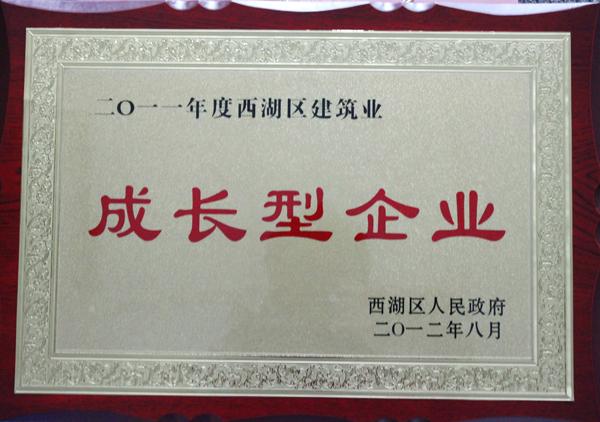 二〇一一年度西湖区建筑业
成长型企业
西湖区人民政府
二〇一二年八月